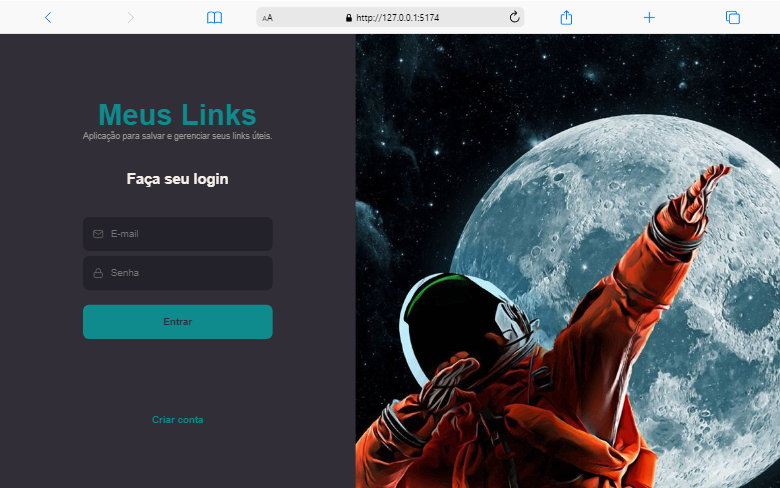 AA
http://127.0.0.1:5174
Meus Links
Aplicação para salvar e gerenciar seus links úteis.
Faça seu login
E-mail
Senha
Entrar
Criar conta